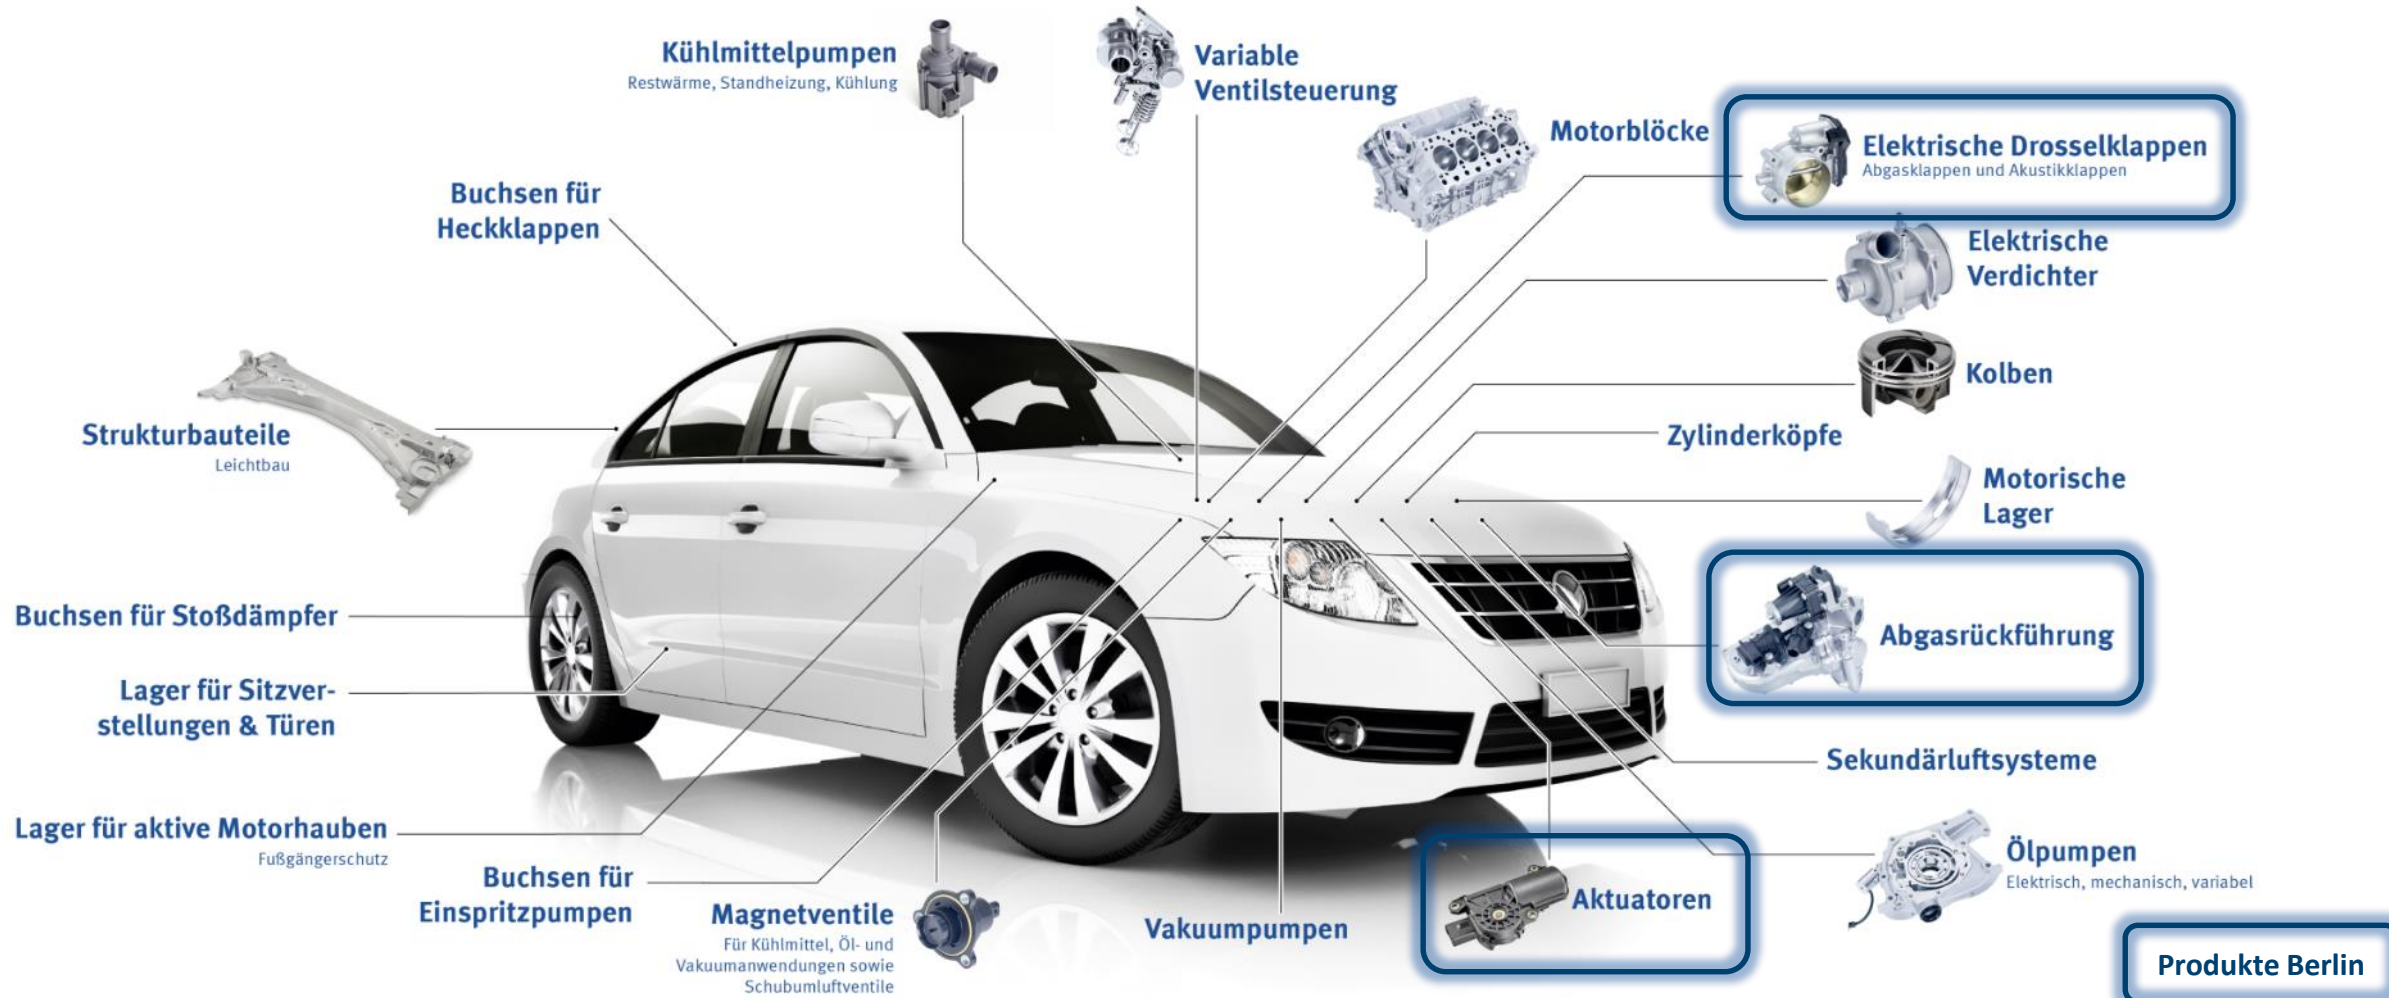 Kühlmittelpumpen
Restwärme, Standheizung, Kühlung
Variable
Ventilsteuerung
Motorblöcke
Elektrische Drosselklappen
Abgasklappen und Akustikklappen
Buchsen für
Heckklappen
Elektrische
Verdichter
Kolben
Strukturbauteile
Leichtbau
Zylinderköpfe
Motorische
Lager
Buchsen für Stoßdämpfer
Abgasrückführung
Lager für Sitzver-
stellungen & Türen
Sekundärluftsysteme
Lager für aktive Motorhauben
Fußgängerschutz
Buchsen für
Einspritzpumpen
Magnetventile
Für Kühlmittel, Öl- und
Vakuumanwendungen sowie
Schubumluftventile
Vakuumpumpen
Aktuatoren
Ölpumpen
Elektrisch, mechanisch, variabel
Produkte Berlin